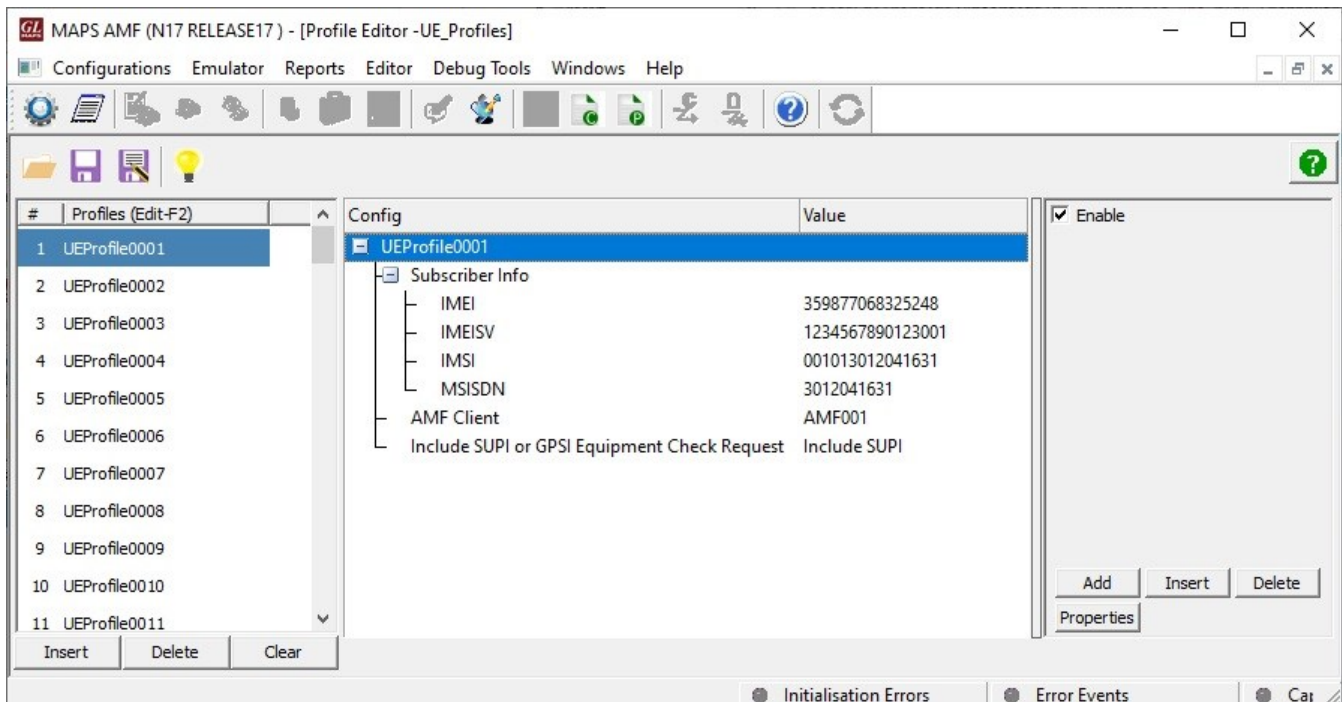 GL MAPS AMF (N17 RELEASE17 ) - [Profile Editor -UE_Profiles]
Configurations Emulator Reports Editor Debug Tools Windows Help
# Profiles (Edit-F2)
1 UEProfile0001
2 UEProfile0002
3 UEProfile0003
4 UEProfile0004
5 UEProfile0005
6 UEProfile0006
7 UEProfile0007
8 UEProfile0008
9 UEProfile0009
10 UEProfile0010
11 UEProfile0011
Insert Delete Clear
Config Value
UEProfile0001
Subscriber Info
IMEI 359877068325248
IMEISV 1234567890123001
IMSI 001013012041631
MSISDN 3012041631
AMF Client AMF001
Include SUPI or GPSI Equipment Check Request Include SUPI
Enable
Add Insert Delete
Properties
Initialisation Errors Error Events